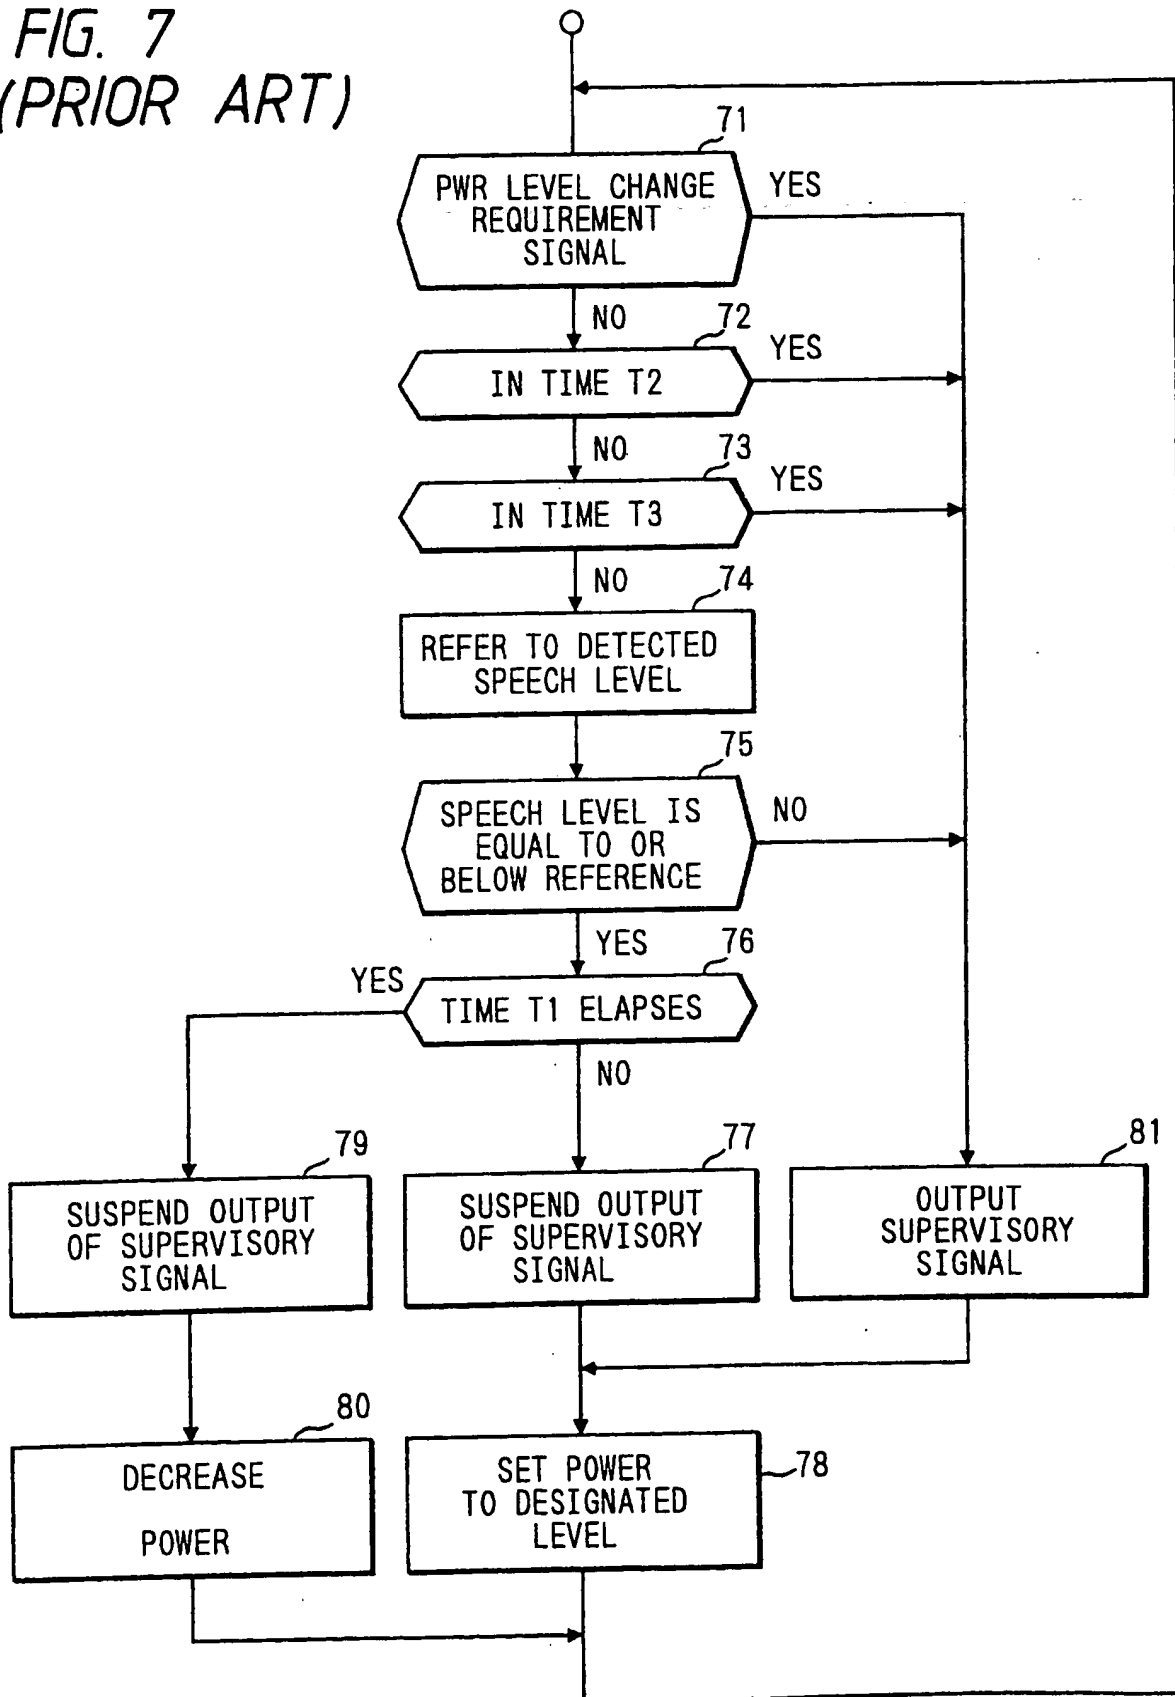 FIG. 7
(PRIOR ART)
71
PWR LEVEL CHANGE
REQUIREMENT
SIGNAL
YES
NO
72
IN TIME T2
YES
NO
73
IN TIME T3
YES
NO
74
REFER TO DETECTED
SPEECH LEVEL
75
SPEECH LEVEL IS
EQUAL TO OR
BELOW REFERENCE
NO
YES
76
YES
TIME T1 ELAPSES
NO
79
SUSPEND OUTPUT
OF SUPERVISORY
SIGNAL
77
SUSPEND OUTPUT
OF SUPERVISORY
SIGNAL
81
OUTPUT
SUPERVISORY
SIGNAL
80
DECREASE
POWER
SET POWER
TO DESIGNATED
LEVEL
78